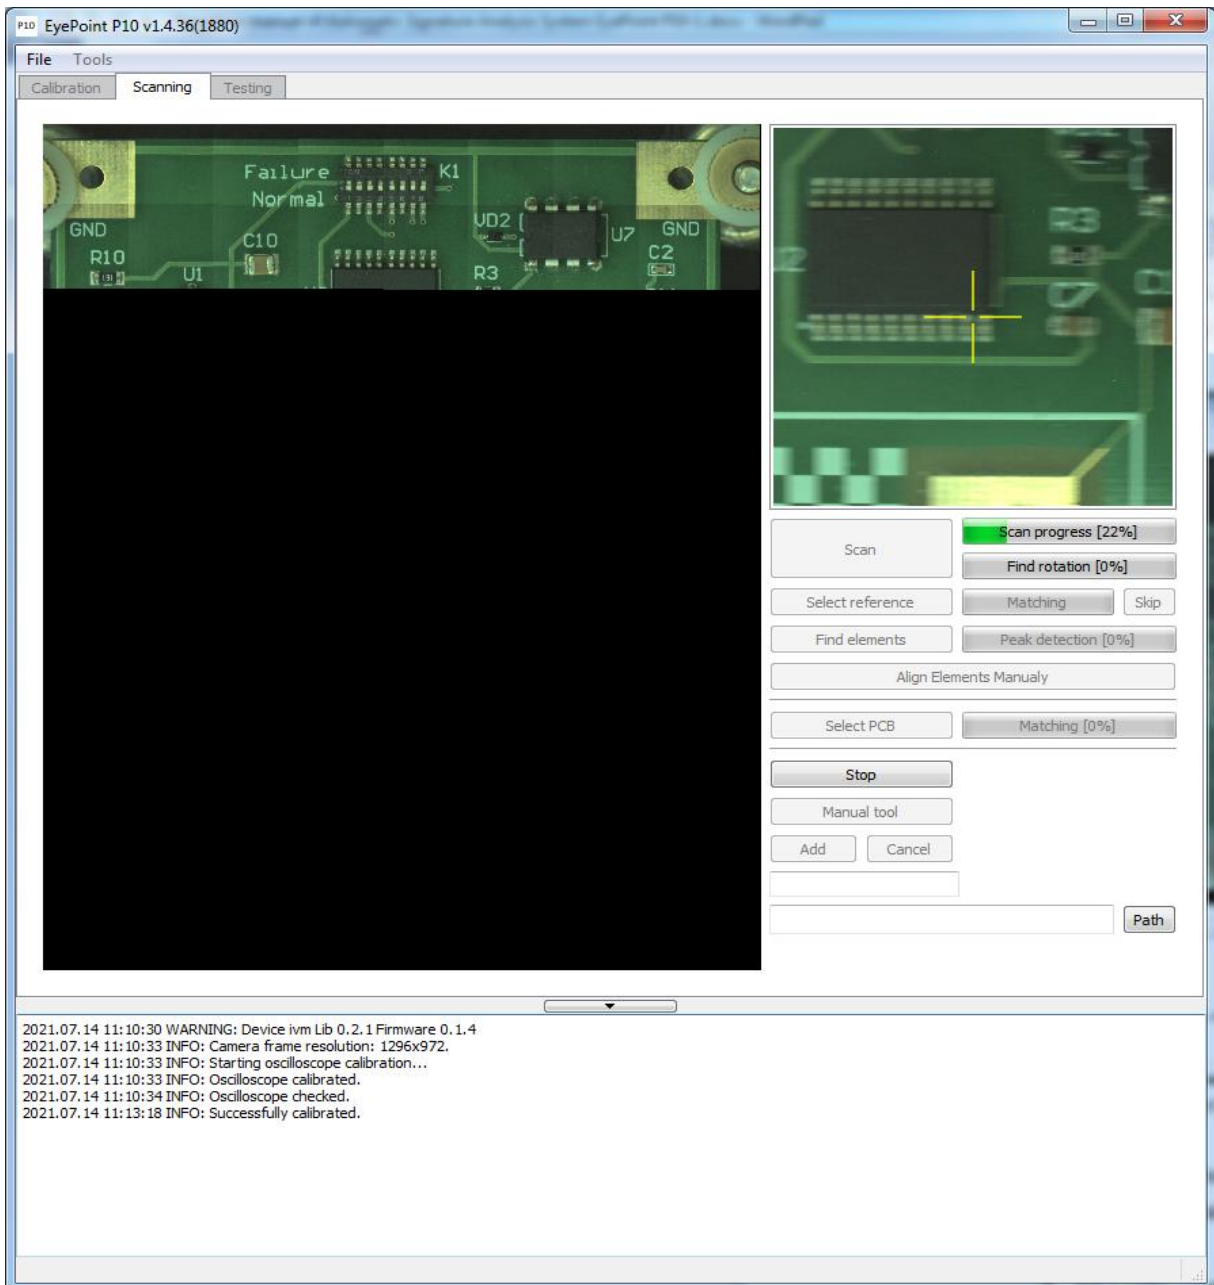 P10 EyePoint P10 v1.4.36(1880)
File Tools
Calibration Scanning Testing
Failure K1
Normal
GND VD2 U7 GND
R10 C10 C2
U1 R3
R3
C7
Scan Scan progress [22%]
Find rotation [0%]
Select reference Matching Skip
Find elements Peak detection [0%]
Align Elements Manualy
Select PCB Matching [0%]
Stop
Manual tool
Add Cancel
Path
2021.07.14 11:10:30 WARNING: Device ivm Lib 0.2.1 Firmware 0.1.4
2021.07.14 11:10:33 INFO: Camera frame resolution: 1296x972.
2021.07.14 11:10:33 INFO: Starting oscilloscope calibration...
2021.07.14 11:10:33 INFO: Oscilloscope calibrated.
2021.07.14 11:10:34 INFO: Oscilloscope checked.
2021.07.14 11:13:18 INFO: Successfully calibrated.